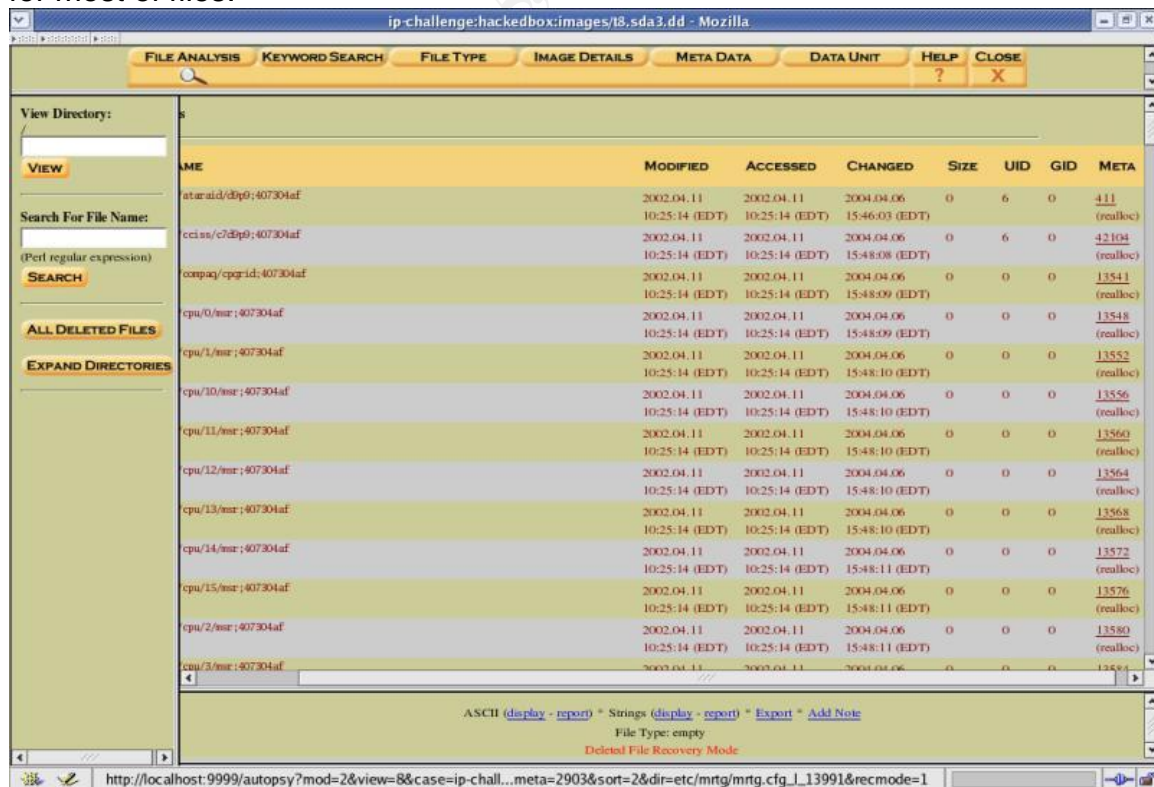 ip-challenge:hackedbox:images/t8.sda3.dd - Mozilla
FILE ANALYSIS KEYWORD SEARCH FILE TYPE IMAGE DETAILS META DATA DATA UNIT HELP CLOSE
? X
View Directory:
/
VIEW
Search For File Name:
(Perl regular expression)
SEARCH
ALL DELETED FILES
EXPAND DIRECTORIES
s
AME MODIFIED ACCESSED CHANGED SIZE UID GID META
/ataraid/d9p9;407304af 2002.04.11 2002.04.11 2004.04.06 0 6 0 411
10:25:14 (EDT) 10:25:14 (EDT) 15:46:03 (EDT) (realloc)
/cciss/c7d9p9;407304af 2002.04.11 2002.04.11 2004.04.06 0 6 0 42104
10:25:14 (EDT) 10:25:14 (EDT) 15:48:08 (EDT) (realloc)
/compaq/cpqrid;407304af 2002.04.11 2002.04.11 2004.04.06 0 0 0 13541
10:25:14 (EDT) 10:25:14 (EDT) 15:48:09 (EDT) (realloc)
/cpu/0/msr;407304af 2002.04.11 2002.04.11 2004.04.06 0 0 0 13548
10:25:14 (EDT) 10:25:14 (EDT) 15:48:09 (EDT) (realloc)
/cpu/1/msr;407304af 2002.04.11 2002.04.11 2004.04.06 0 0 0 13552
10:25:14 (EDT) 10:25:14 (EDT) 15:48:10 (EDT) (realloc)
/cpu/10/msr;407304af 2002.04.11 2002.04.11 2004.04.06 0 0 0 13556
10:25:14 (EDT) 10:25:14 (EDT) 15:48:10 (EDT) (realloc)
/cpu/11/msr;407304af 2002.04.11 2002.04.11 2004.04.06 0 0 0 13560
10:25:14 (EDT) 10:25:14 (EDT) 15:48:10 (EDT) (realloc)
/cpu/12/msr;407304af 2002.04.11 2002.04.11 2004.04.06 0 0 0 13564
10:25:14 (EDT) 10:25:14 (EDT) 15:48:10 (EDT) (realloc)
/cpu/13/msr;407304af 2002.04.11 2002.04.11 2004.04.06 0 0 0 13568
10:25:14 (EDT) 10:25:14 (EDT) 15:48:10 (EDT) (realloc)
/cpu/14/msr;407304af 2002.04.11 2002.04.11 2004.04.06 0 0 0 13572
10:25:14 (EDT) 10:25:14 (EDT) 15:48:11 (EDT) (realloc)
/cpu/15/msr;407304af 2002.04.11 2002.04.11 2004.04.06 0 0 0 13576
10:25:14 (EDT) 10:25:14 (EDT) 15:48:11 (EDT) (realloc)
/cpu/2/msr;407304af 2002.04.11 2002.04.11 2004.04.06 0 0 0 13580
10:25:14 (EDT) 10:25:14 (EDT) 15:48:11 (EDT) (realloc)
/cpu/3/msr;407304af 2002.04.11 2002.04.11 2004.04.06 0 0 0 13584
ASCII (display - report) * Strings (display - report) * Export * Add Note
File Type: empty
Deleted File Recovery Mode
http://localhost:9999/autopsy?mod=2&view=8&case=ip-chall...meta=2903&sort=2&dir=etc/mrtg/mrtg.cfg_l_13991&recmode=1